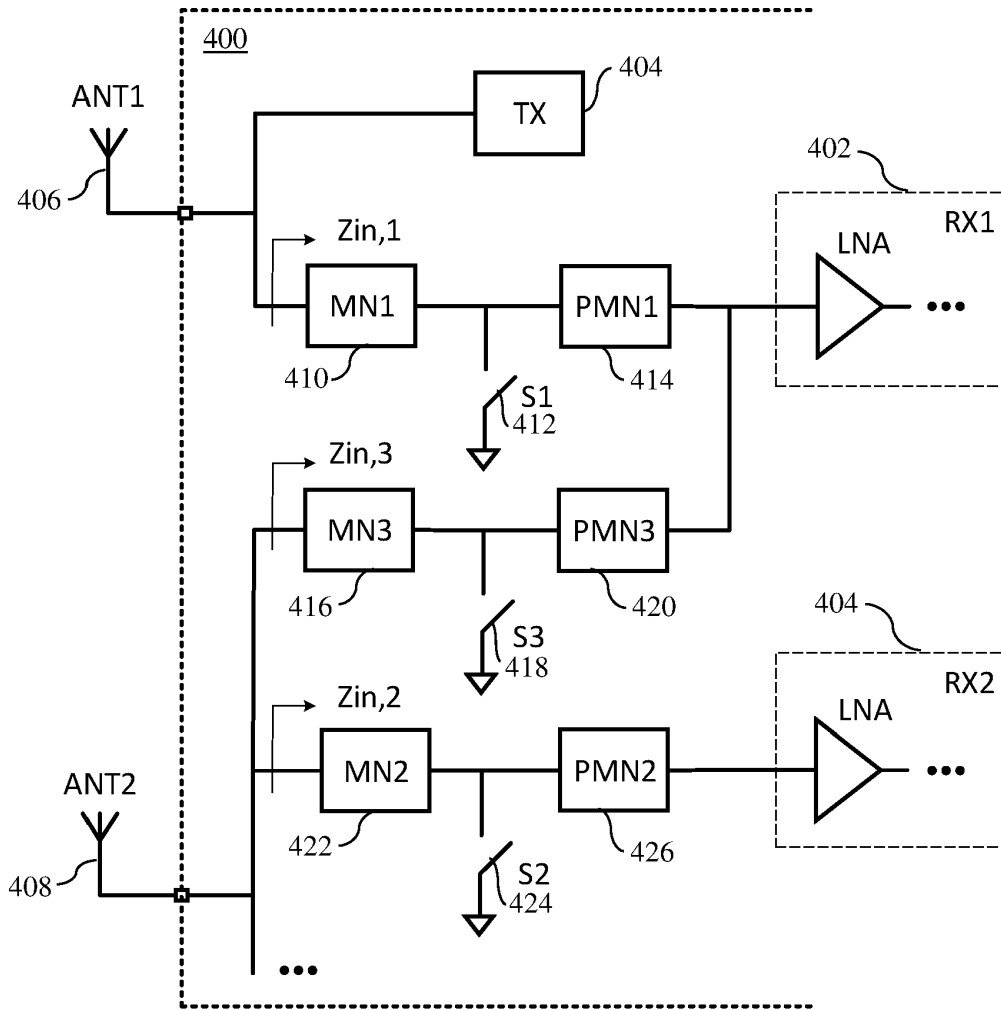 400
ANT1
406
TX
404
402
RX1
LNA
Zin,1
MN1
PMN1
410
414
S1
412
Zin,3
MN3
PMN3
416
420
S3
418
404
RX2
LNA
Zin,2
MN2
PMN2
422
426
ANT2
408
S2
424